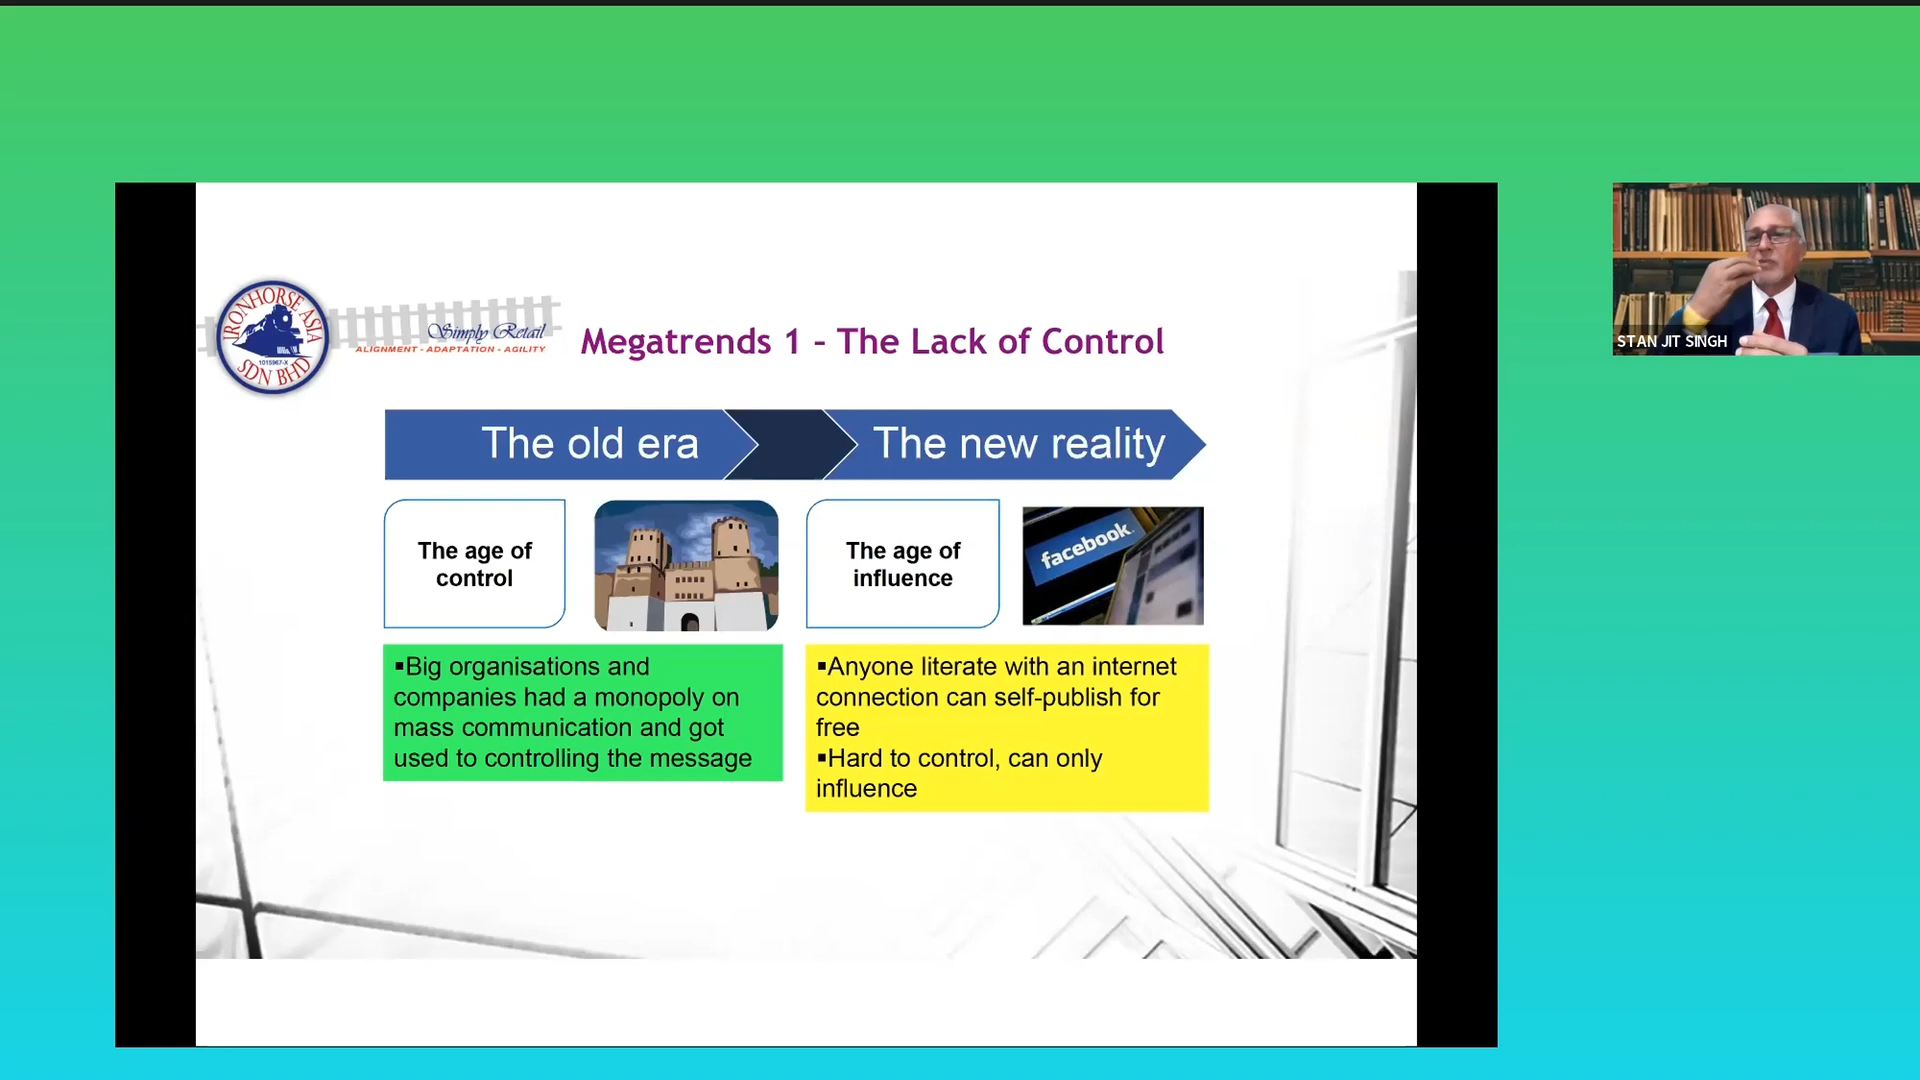 IRONHORSE ASIA
1015967-X
SDN BHD
Simply Retail
ALIGNMENT - ADAPTATION - AGILITY
Megatrends 1 – The Lack of Control
The old era
The new reality
The age of
control
The age of
influence
facebook.
▪Big organisations and
companies had a monopoly on
mass communication and got
used to controlling the message
▪Anyone literate with an internet
connection can self-publish for
free
▪Hard to control, can only
influence
STAN JIT SINGH